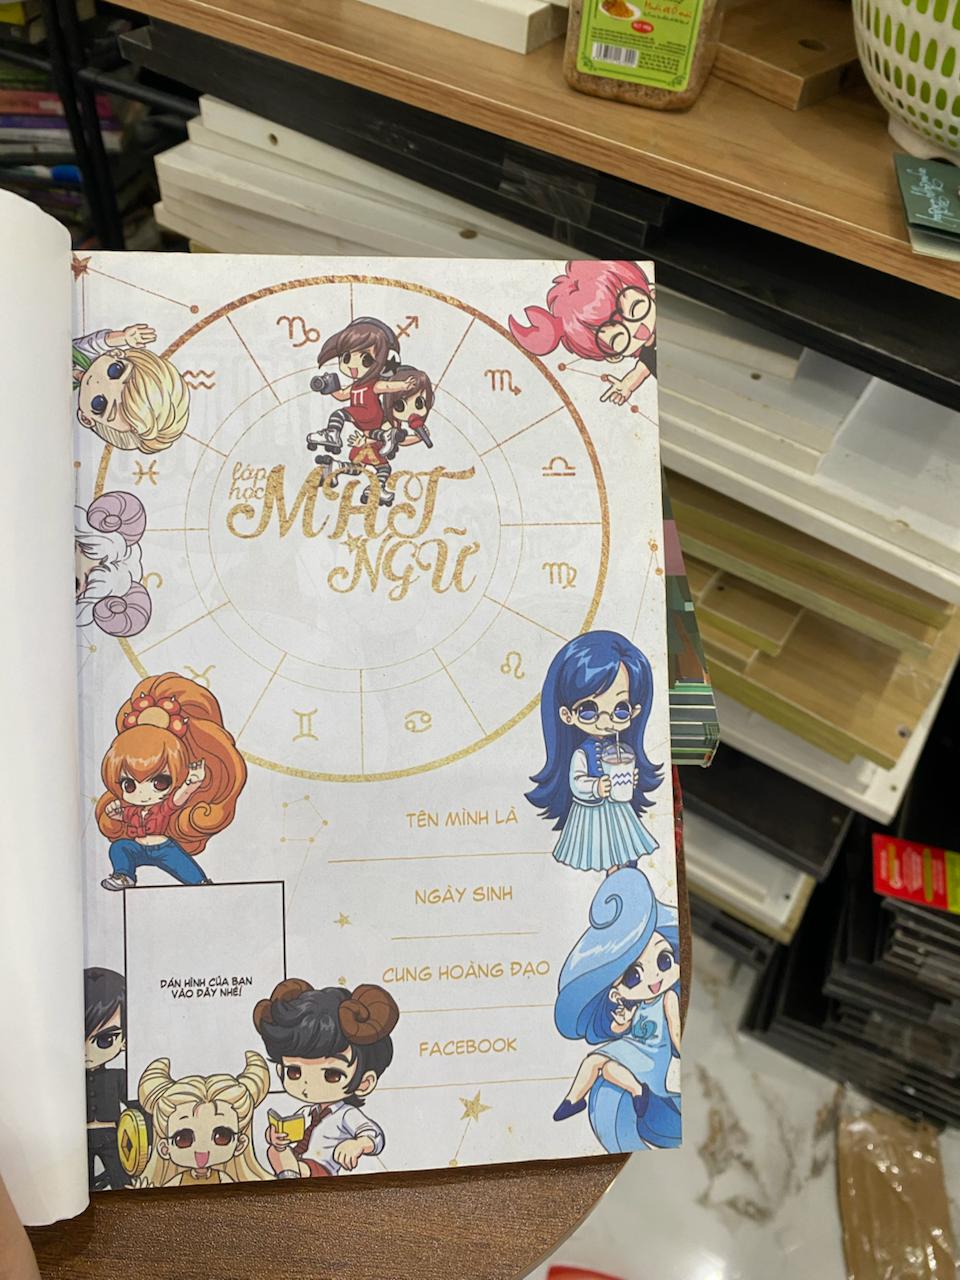 lớp
học
MẬT
NGỮ
TÊN MÌNH LÀ
NGÀY SINH
CUNG HOÀNG ĐẠO
FACEBOOK
DÁN HÌNH CỦA BẠN
VÀO ĐÂY NHÉ!